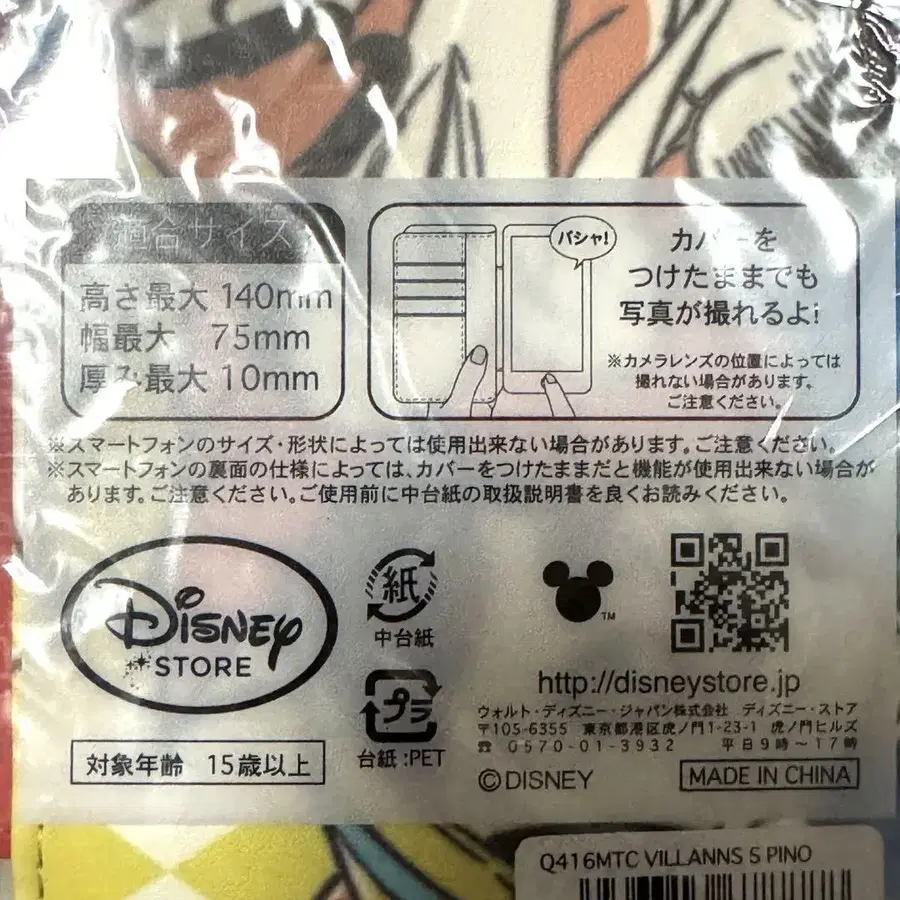 適合サイズ
高さ最大 140mm
幅最大 75mm
厚み最大 10mm
パシャ!
カバーを
つけたままでも
写真が撮れるよ!
※カメラレンズの位置によっては
撮れない場合があります。
ご注意ください。
※スマートフォンのサイズ・形状によっては使用出来ない場合があります。ご注意ください。
※スマートフォンの裏面の仕様によっては、カバーをつけたままだと機能が使用出来ない場合が
あります。ご注意ください。ご使用前に中台紙の取扱説明書を良くお読みください。
Disney
STORE
紙
中台紙
プラ
台紙:PET
対象年齢 15歳以上
TM
http://disneystore.jp
ウォルト・ディズニー・ジャパン株式会社 ディズニー・ストア
〒105-6355 東京都港区虎ノ門1-23-1 虎ノ門ヒルズ
☎ 0570-01-3932 平日9時~17時
©DISNEY
MADE IN CHINA
Q416MTC VILLANNS S PINO